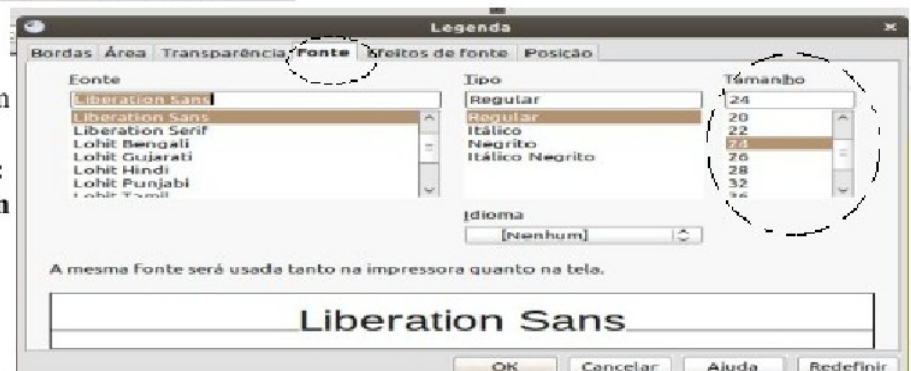 Legenda
Bordas Área Transparência Fonte Efeitos de fonte Posição
Fonte Tipo Tamanho
Liberation Sans Regular 24
Liberation Sans Regular 20
Liberation Serif Itálico 22
Lohit Bengali Negrito 24
Lohit Gujarati Itálico Negrito 26
Lohit Hindi 28
Lohit Punjabi 32
Lohit Tamil 36
Idioma
[Nenhum]
A mesma fonte será usada tanto na impressora quanto na tela.
Liberation Sans
OK Cancelar Ajuda Redefinir